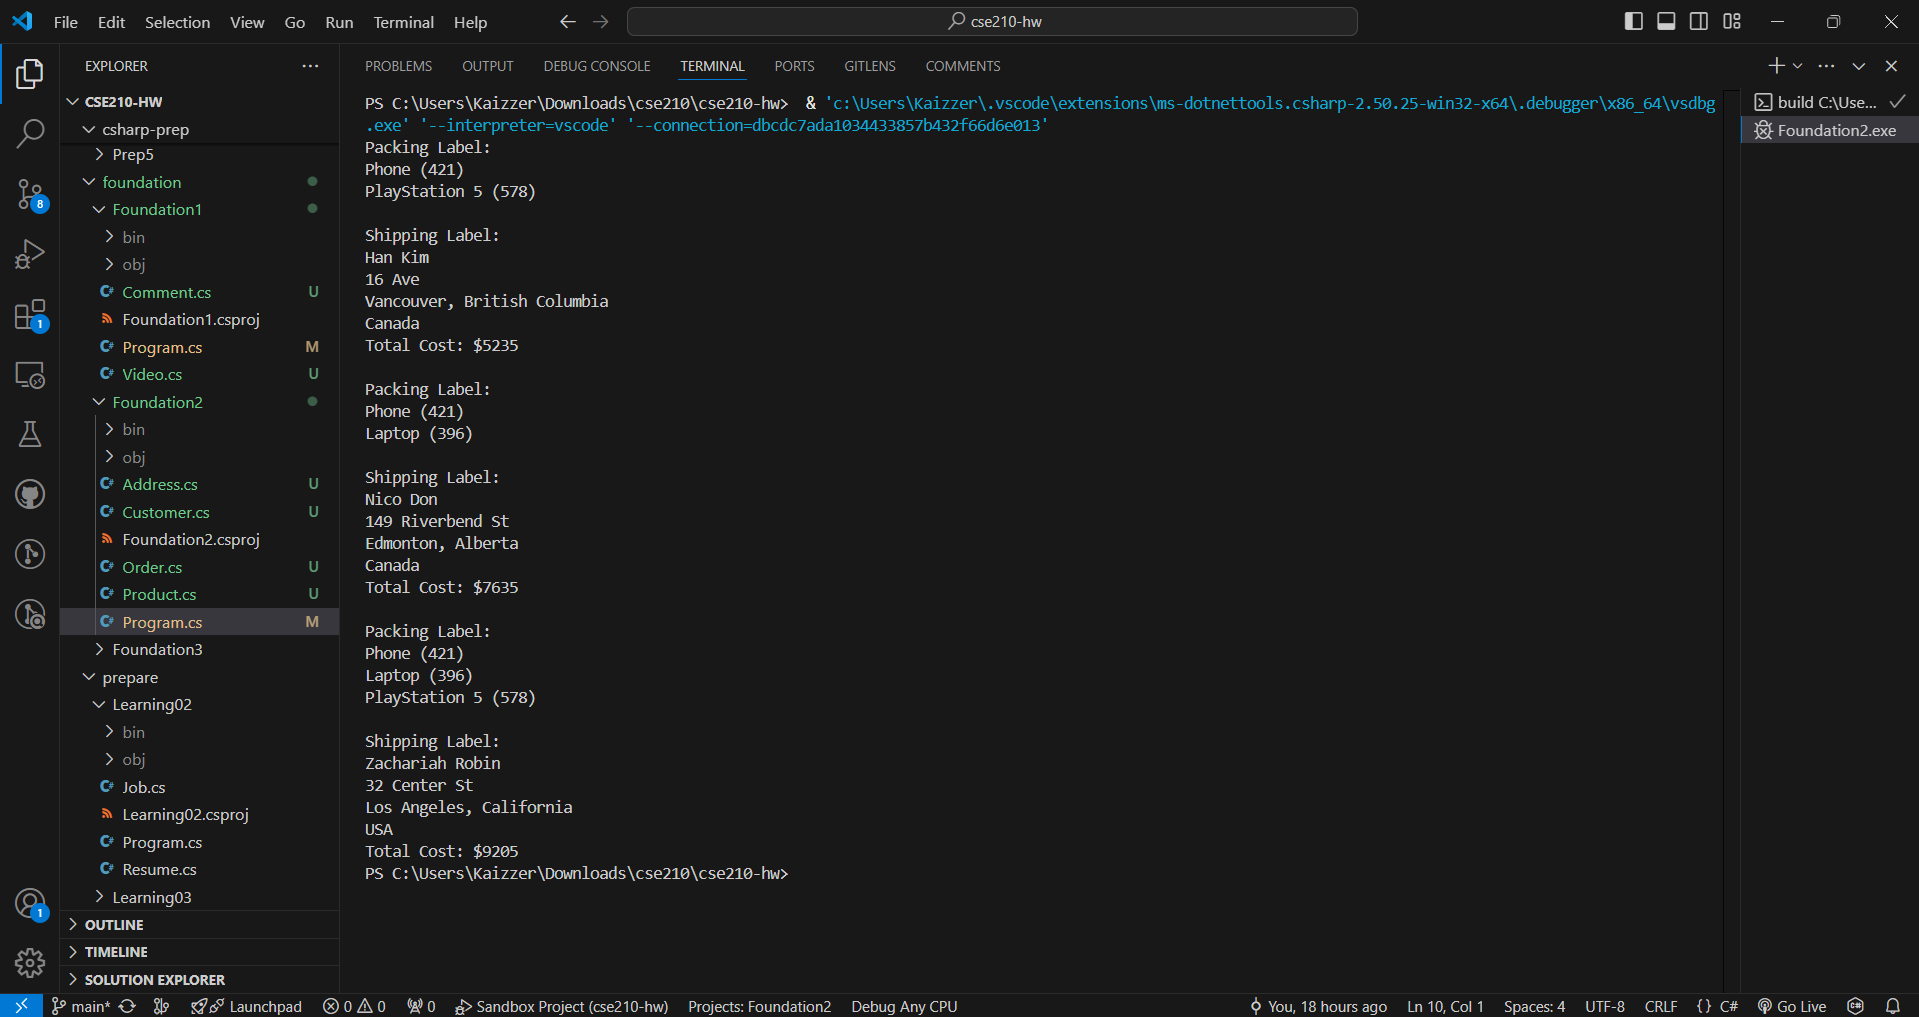 File Edit Selection View Go Run Terminal Help
cse210-hw
EXPLORER
CSE210-HW
csharp-prep
Prep5
foundation
Foundation1
bin
obj
Comment.cs U
Foundation1.csproj
Program.cs M
Video.cs U
Foundation2
bin
obj
Address.cs U
Customer.cs U
Foundation2.csproj
Order.cs U
Product.cs U
Program.cs M
Foundation3
prepare
Learning02
bin
obj
Job.cs
Learning02.csproj
Program.cs
Resume.cs
Learning03
OUTLINE
TIMELINE
SOLUTION EXPLORER
8
1
1
PROBLEMS OUTPUT DEBUG CONSOLE TERMINAL PORTS GITLENS COMMENTS
PS C:\Users\Kaizzer\Downloads\cse210\cse210-hw>  & 'c:\Users\Kaizzer\.vscode\extensions\ms-dotnettools.csharp-2.50.25-win32-x64\.debugger\x86_64\vsdbg
.exe' '--interpreter=vscode' '--connection=dbcdc7ada1034433857b432f66d6e013'
Packing Label:
Phone (421)
PlayStation 5 (578)
Shipping Label:
Han Kim
16 Ave
Vancouver, British Columbia
Canada
Total Cost: $5235
Packing Label:
Phone (421)
Laptop (396)
Shipping Label:
Nico Don
149 Riverbend St
Edmonton, Alberta
Canada
Total Cost: $7635
Packing Label:
Phone (421)
Laptop (396)
PlayStation 5 (578)
Shipping Label:
Zachariah Robin
32 Center St
Los Angeles, California
USA
Total Cost: $9205
PS C:\Users\Kaizzer\Downloads\cse210\cse210-hw>
build C:\Use...
Foundation2.exe
main* Launchpad 0 0 0 Sandbox Project (cse210-hw) Projects: Foundation2 Debug Any CPU You, 18 hours ago Ln 10, Col 1 Spaces: 4 UTF-8 CRLF {} C# Go Live